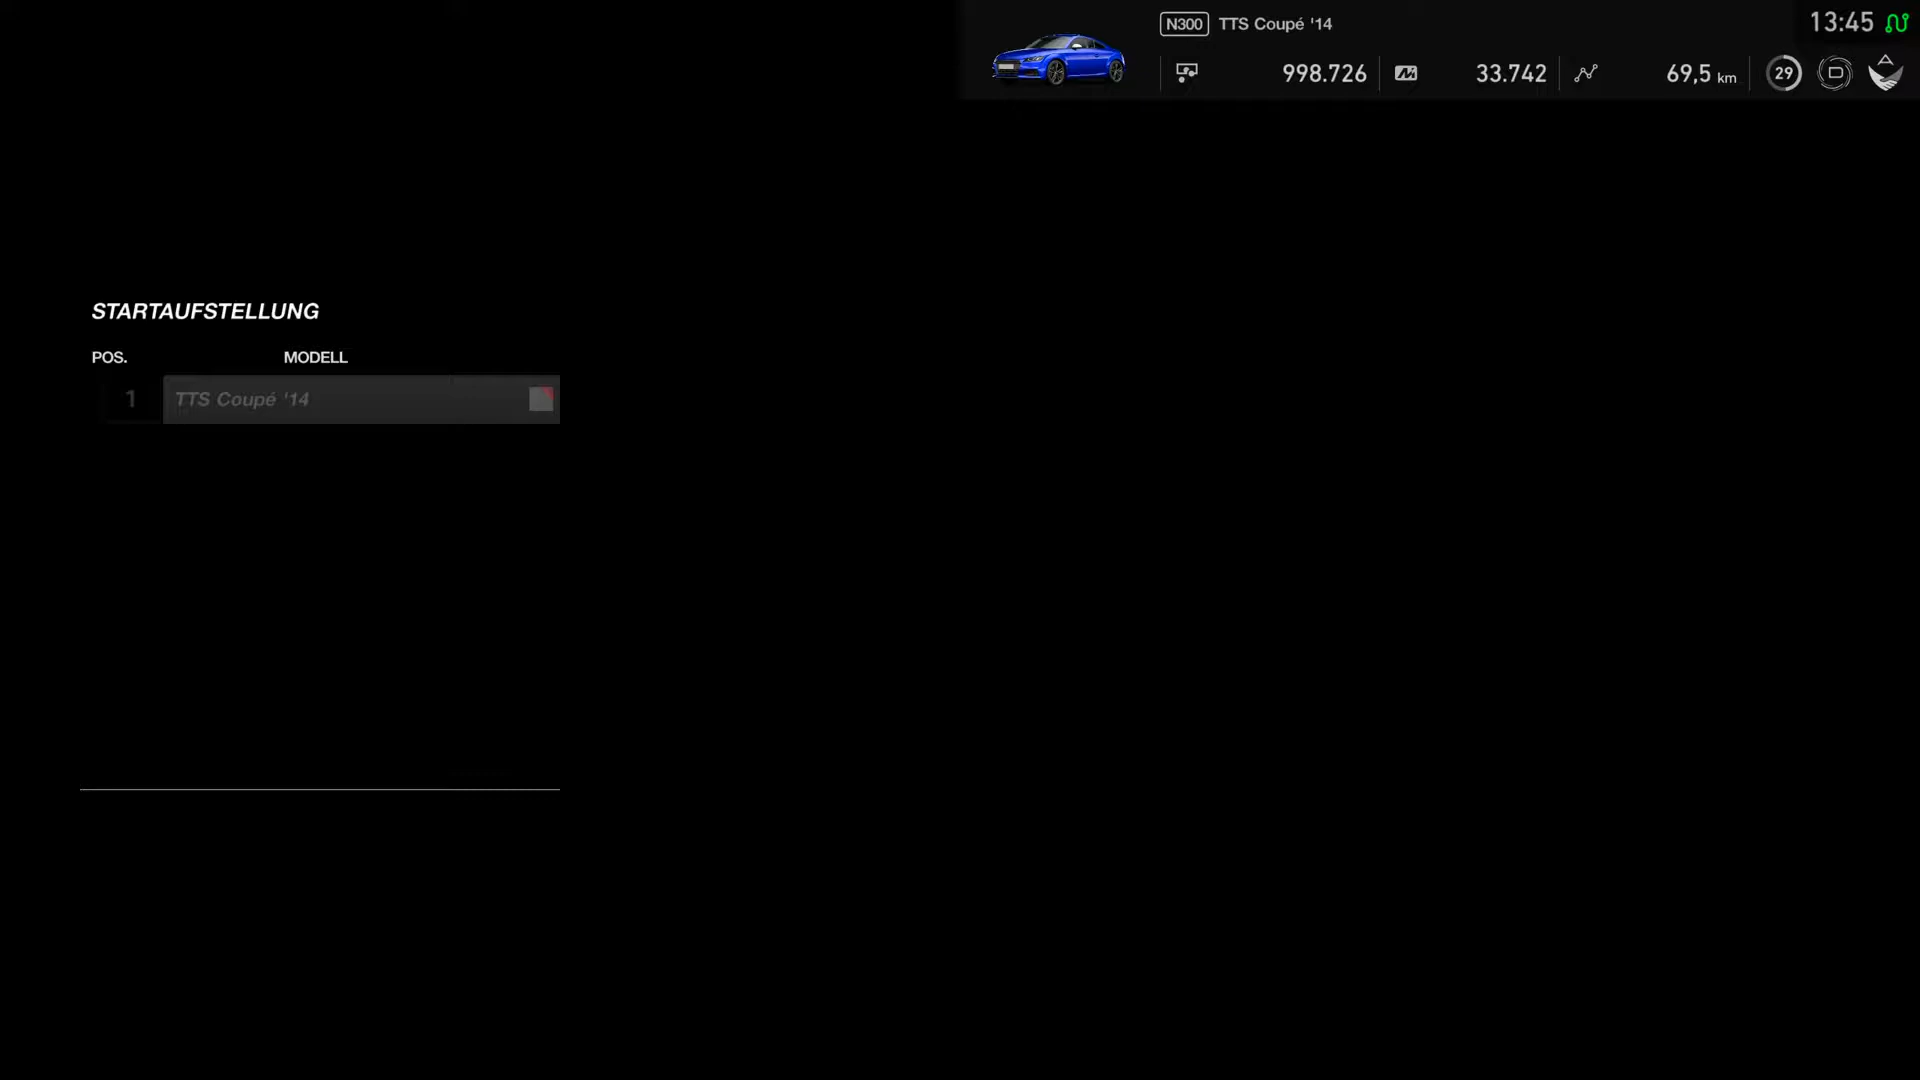 N300 TTS Coupé '14
13:45
998.726
33.742
69,5 km
29
D
A
STARTAUFSTELLUNG
POS. MODELL
1 TTS Coupé '14